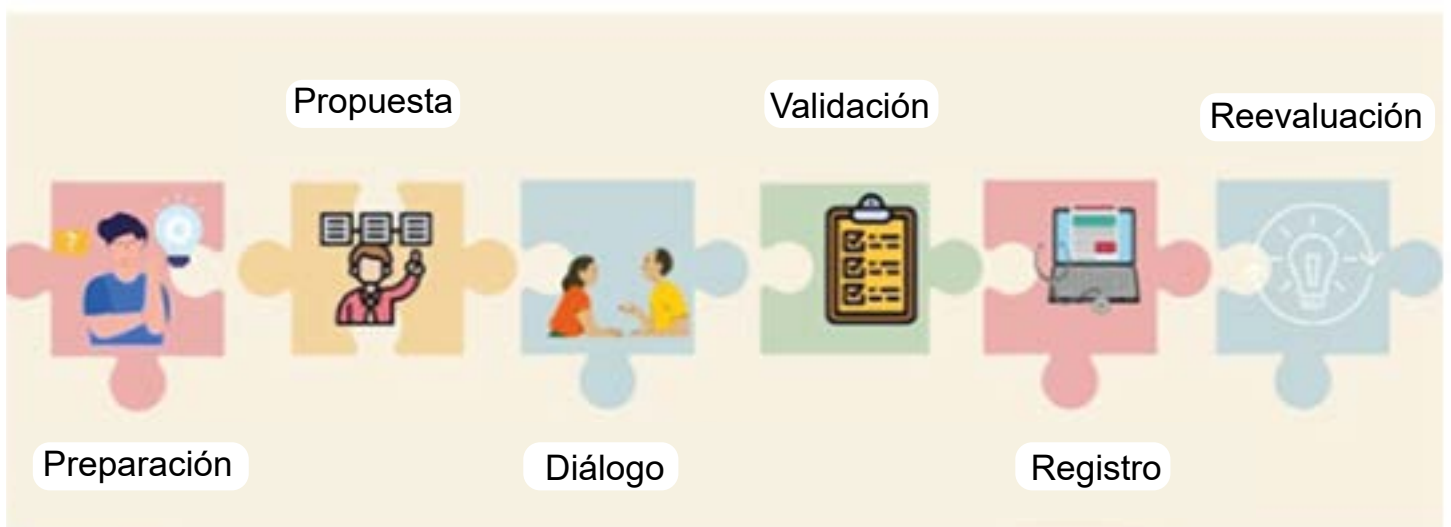 Preparación
Propuesta
Diálogo
Validación
Registro
Reevaluación
?